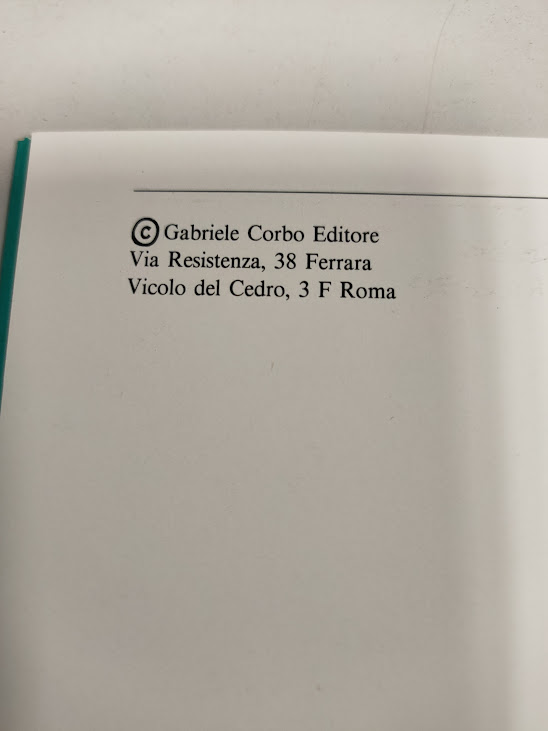 © Gabriele Corbo Editore
Via Resistenza, 38 Ferrara
Vicolo del Cedro, 3 F Roma